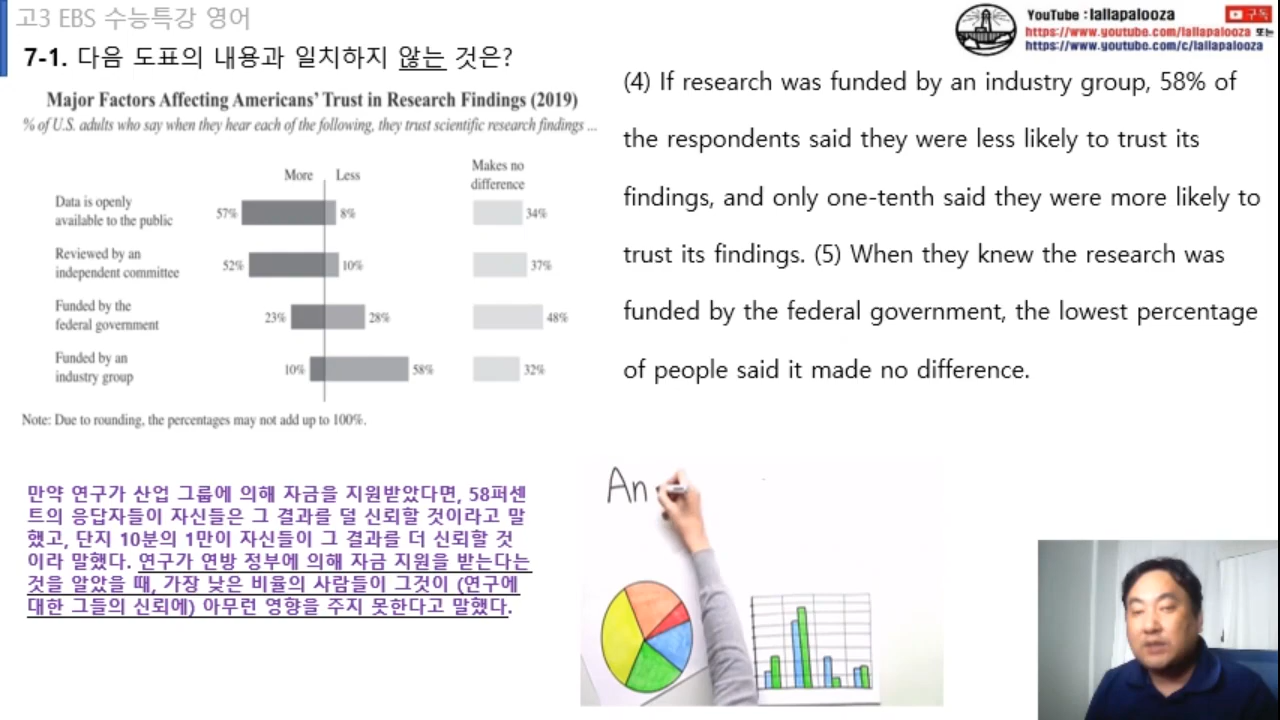 고3 EBS 수능특강 영어
YouTube : lallapalooza
구독
https://www.youtube.com/lallapalooza 또는
https://www.youtube.com/c/lallapalooza
7-1. 다음 도표의 내용과 일치하지 않는 것은?
Major Factors Affecting Americans' Trust in Research Findings (2019)
% of U.S. adults who say when they hear each of the following, they trust scientific research findings ...
More Less Makes no
difference
Data is openly
available to the public
57% 8% 34%
Reviewed by an
independent committee
52% 10% 37%
Funded by the
federal government
23% 28% 48%
Funded by an
industry group
10% 58% 32%
Note: Due to rounding, the percentages may not add up to 100%.
(4) If research was funded by an industry group, 58% of
the respondents said they were less likely to trust its
findings, and only one-tenth said they were more likely to
trust its findings. (5) When they knew the research was
funded by the federal government, the lowest percentage
of people said it made no difference.
만약 연구가 산업 그룹에 의해 자금을 지원받았다면, 58퍼센
트의 응답자들이 자신들은 그 결과를 덜 신뢰할 것이라고 말
했고, 단지 10분의 1만이 자신들이 그 결과를 더 신뢰할 것
이라 말했다. 연구가 연방 정부에 의해 자금 지원을 받는다는
것을 알았을 때, 가장 낮은 비율의 사람들이 그것이 (연구에
대한 그들의 신뢰에) 아무런 영향을 주지 못한다고 말했다.
An